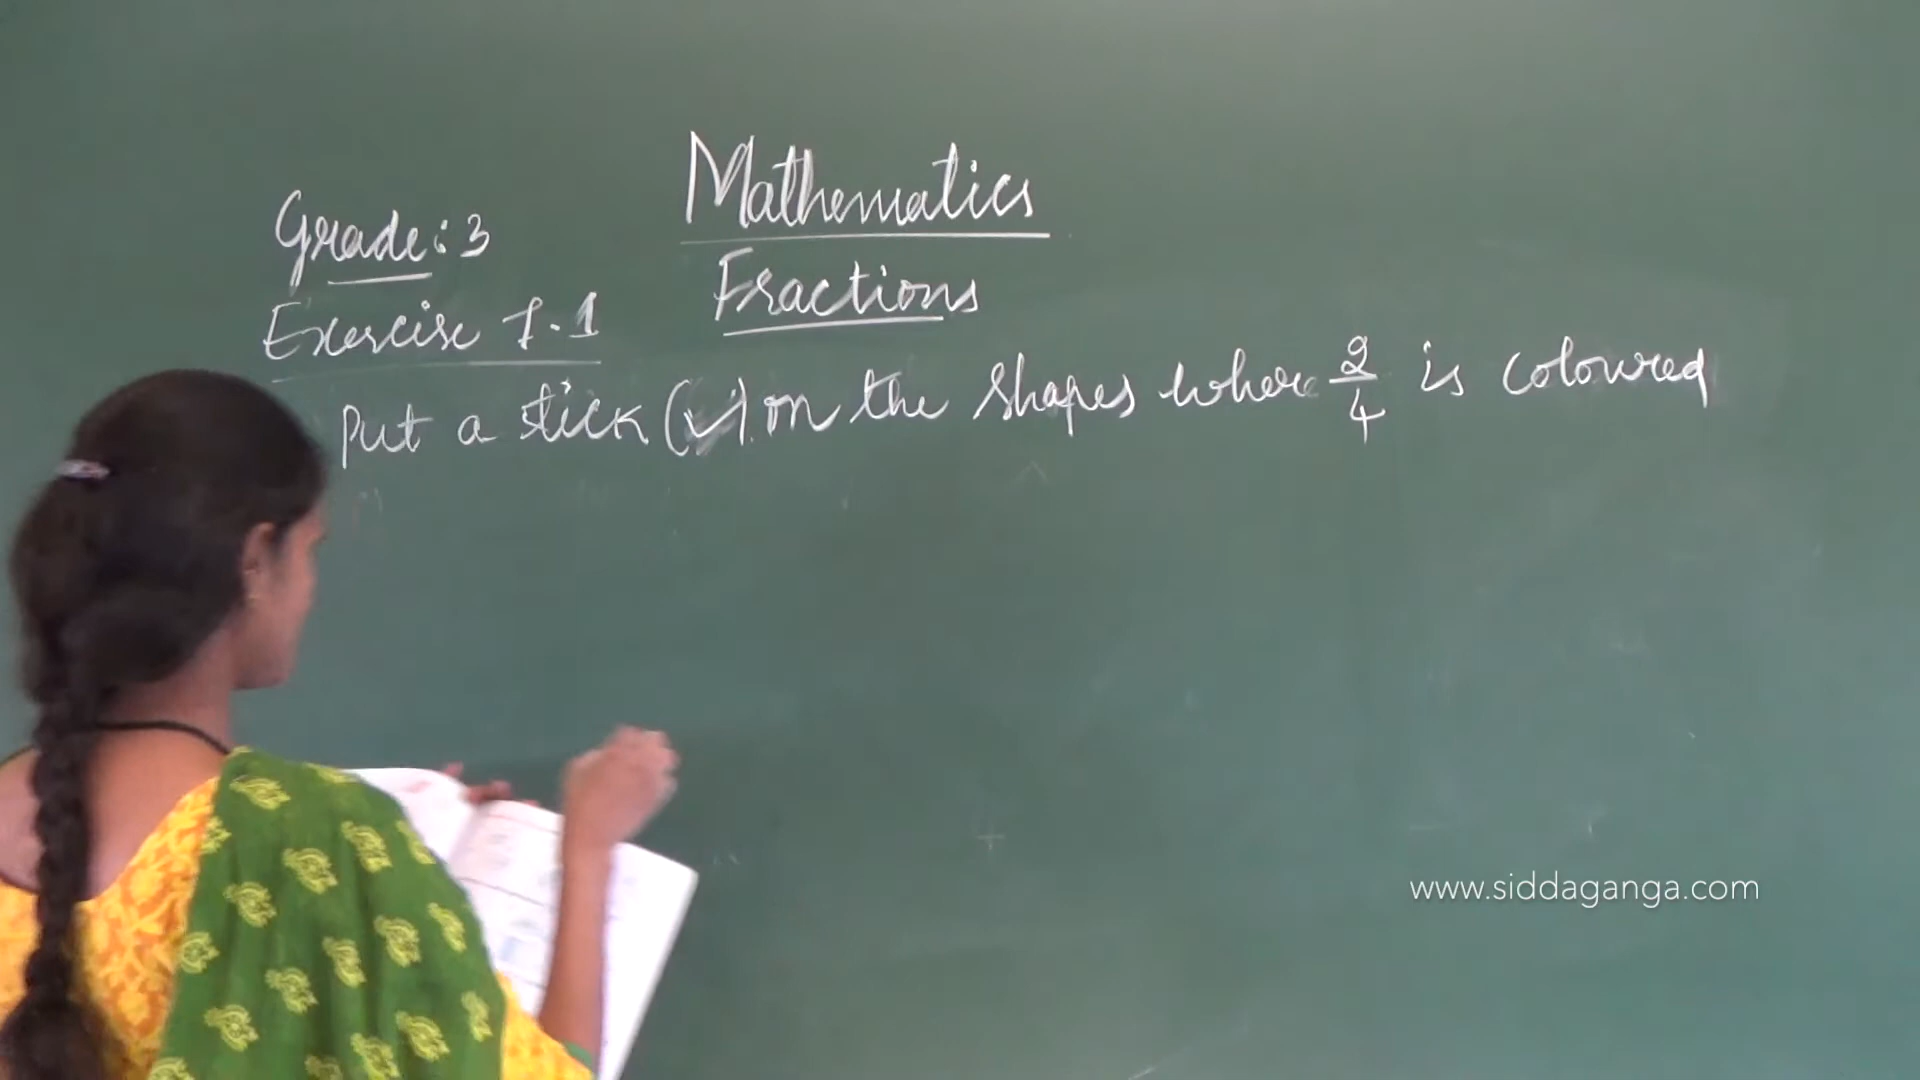 Mathematics
Grade: 3
Fractions
Exercise 7.1
Put a tick (✓) on the shapes where 2/4 is coloured
www.siddaganga.com